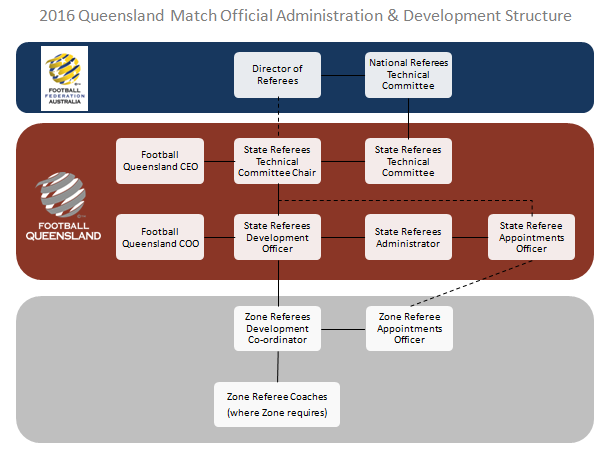 2016 Queensland Match Official Administration & Development Structure
FOOTBALL
FEDERATION
AUSTRALIA
Director of
Referees
National Referees
Technical
Committee
FOOTBALL
QUEENSLAND
Football
Queensland CEO
State Referees
Technical
Committee Chair
State Referees
Technical
Committee
Football
Queensland COO
State Referees
Development
Officer
State Referees
Administrator
State Referee
Appointments
Officer
Zone Referees
Development
Co-ordinator
Zone Referee
Appointments
Officer
Zone Referee Coaches
(where Zone requires)